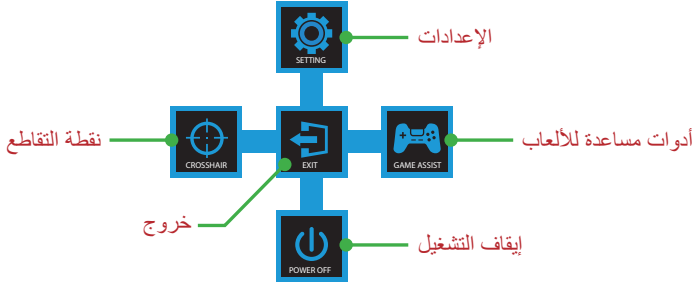 الإعدادات
SETTING
نقطة التقاطع
CROSSHAIR
EXIT
GAME ASSIST
أدوات مساعدة للألعاب
خروج
POWER OFF
إيقاف التشغيل